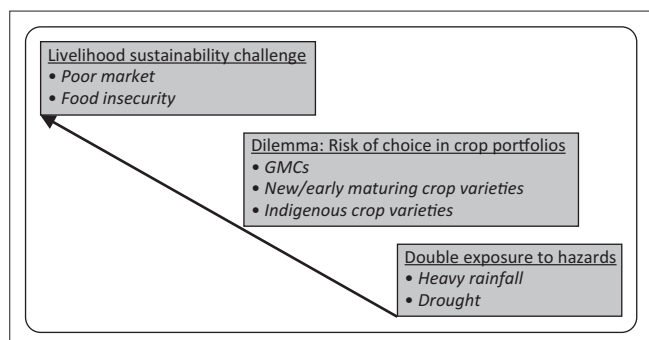 Livelihood sustainability challenge
• Poor market
• Food insecurity
Dilemma: Risk of choice in crop portfolios
• GMCs
• New/early maturing crop varieties
• Indigenous crop varieties
Double exposure to hazards
• Heavy rainfall
• Drought